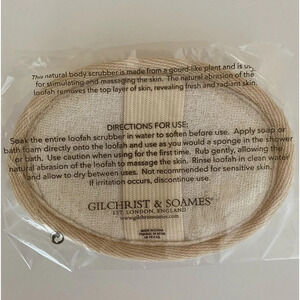 This natural body scrubber is made from a gourd-like plant and is used
for cleansing and massaging the skin. The natural abrasion of the
loofah removes the top layer of skin, revealing fresh and radiant skin.
DIRECTIONS FOR USE:
Soak the entire loofah scrubber in water to soften before use. Apply soap or
bath foam directly onto the loofah and use as you would a sponge in the shower
or bath. Use caution when using for the first time. Rub gently, allowing the
natural abrasion of the loofah to massage the skin. Rinse loofah in clean water
and allow to dry between uses. Not recommended for sensitive skin.
If irritation occurs, discontinue use.
GILCHRIST & SOAMES®
EST. LONDON, ENGLAND
www.gilchristsoames.com